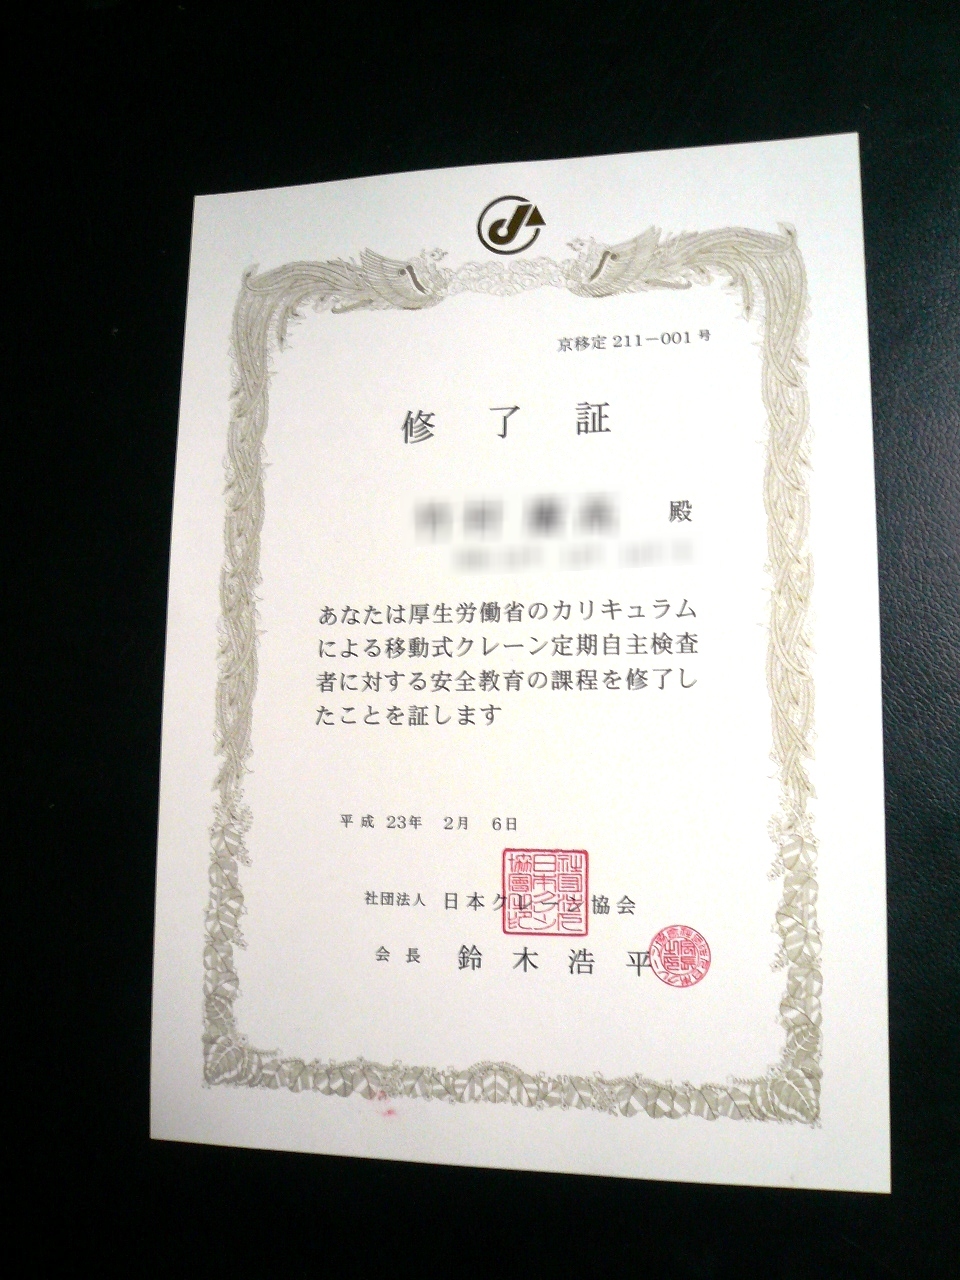 京移定 211－001 号
修 了 証
殿
あなたは厚生労働省のカリキュラム
による移動式クレーン定期自主検査
者に対する安全教育の課程を修了し
たことを証します
平 成 23年 2月 6日
社団法人 日本クレーン協会
会 長 鈴 木 浩 平